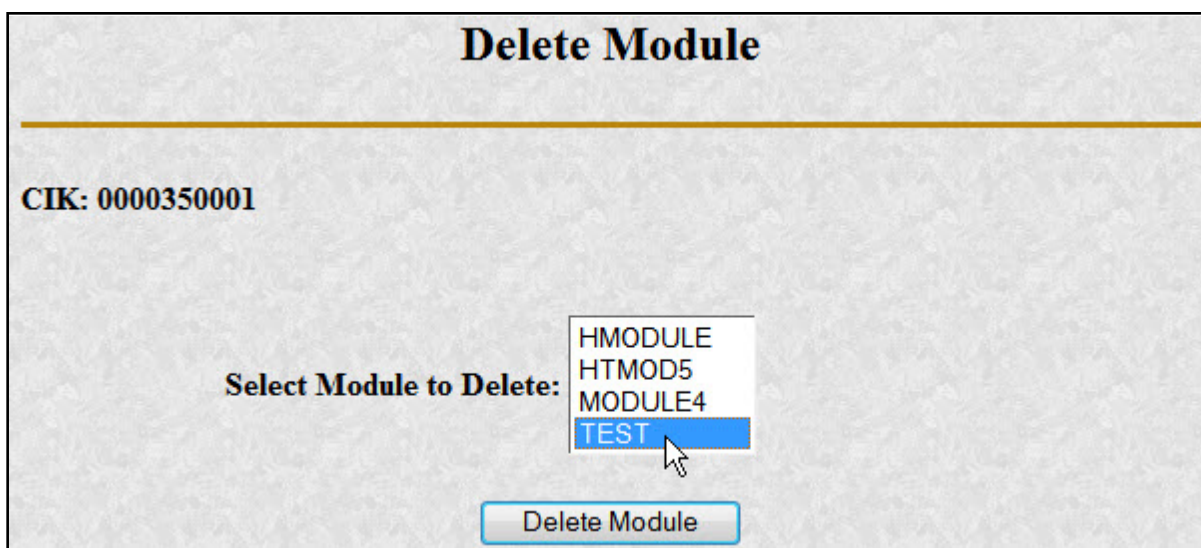 Delete Module
CIK: 0000350001
Select Module to Delete:
HMODULE
HTMOD5
MODULE4
TEST
Delete Module